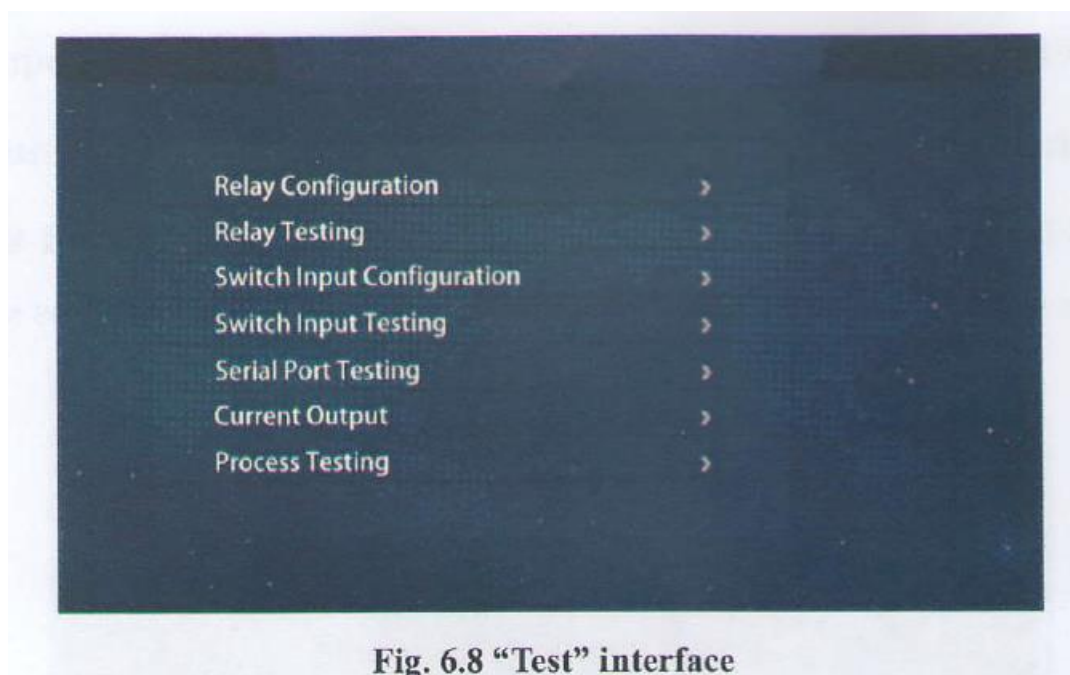 Relay Configuration >
Relay Testing >
Switch Input Configuration >
Switch Input Testing >
Serial Port Testing >
Current Output >
Process Testing >
Fig. 6.8 “Test” interface